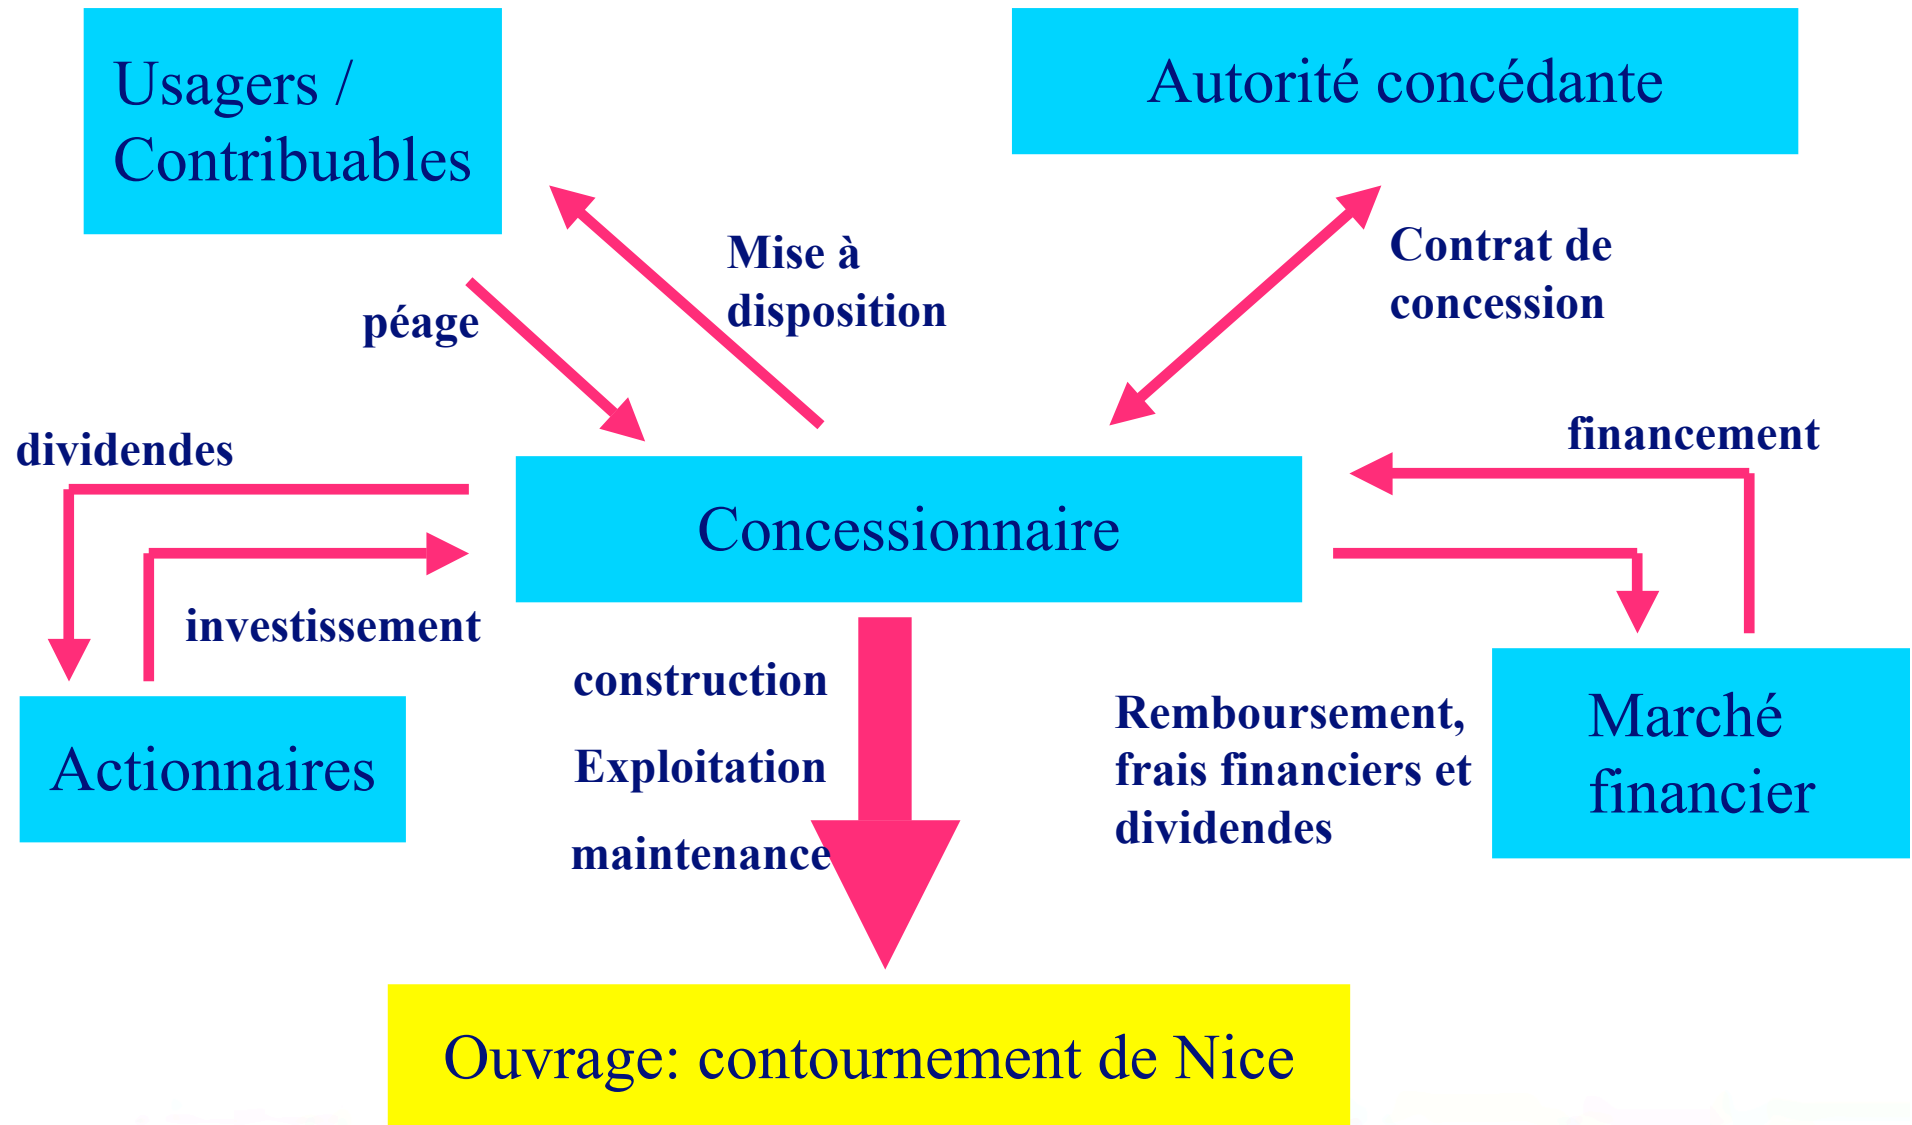 Usagers /
Contribuables
Autorité concédante
Mise à
disposition
Contrat de
concession
péage
dividendes
financement
Concessionnaire
investissement
construction
Exploitation
maintenance
Remboursement,
frais financiers et
dividendes
Marché
financier
Actionnaires
Ouvrage: contournement de Nice